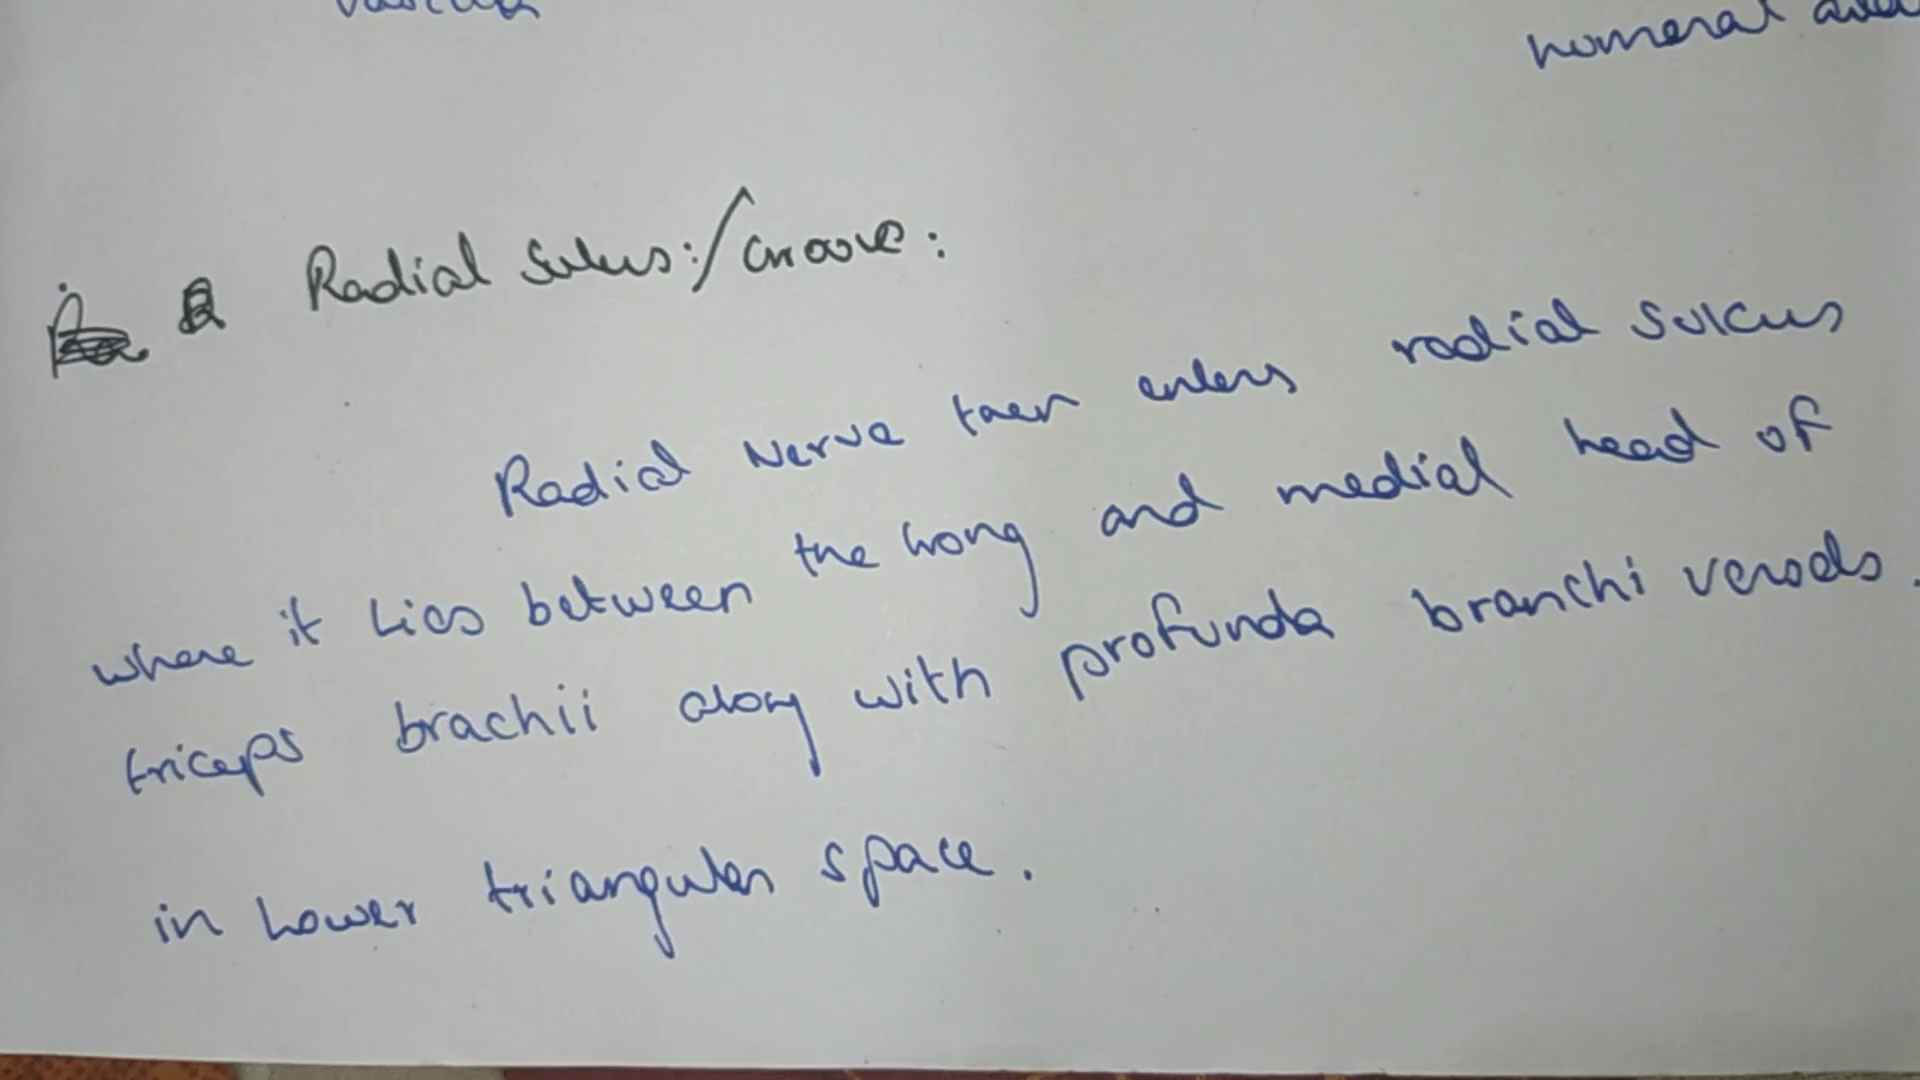 humeral
Radial Sulcus:/Groove:
Radial Nerve then enters radial sulcus
where it Lies between the Long and medial head of
triceps brachii along with profunda branchi vessels.
in Lower triangular space.